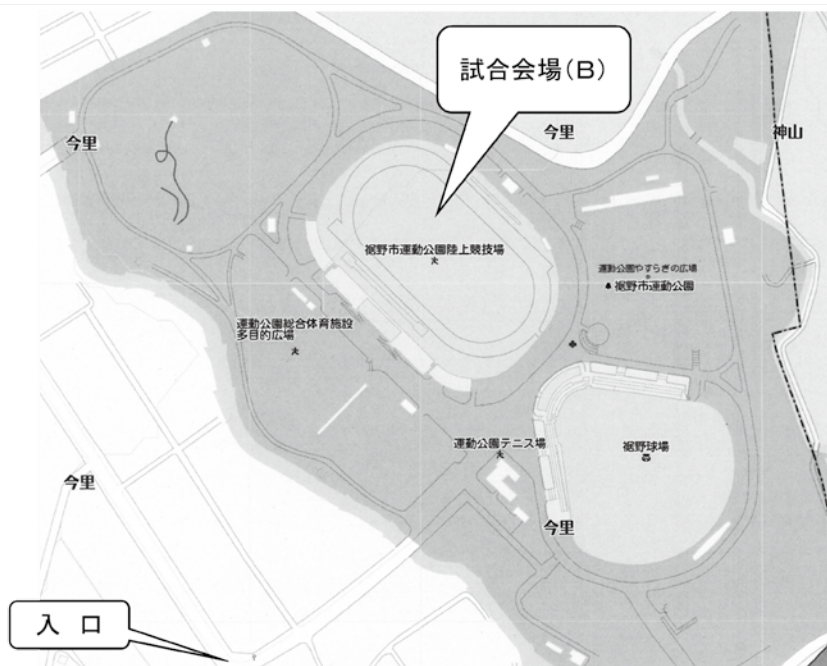 試合会場(B)
今里
今里
神山
裾野市運動公園陸上競技場
運動公園やすらぎの広場
裾野市運動公園
運動公園総合体育施設
多目的広場
運動公園テニス場
裾野球場
今里
今里
入 口